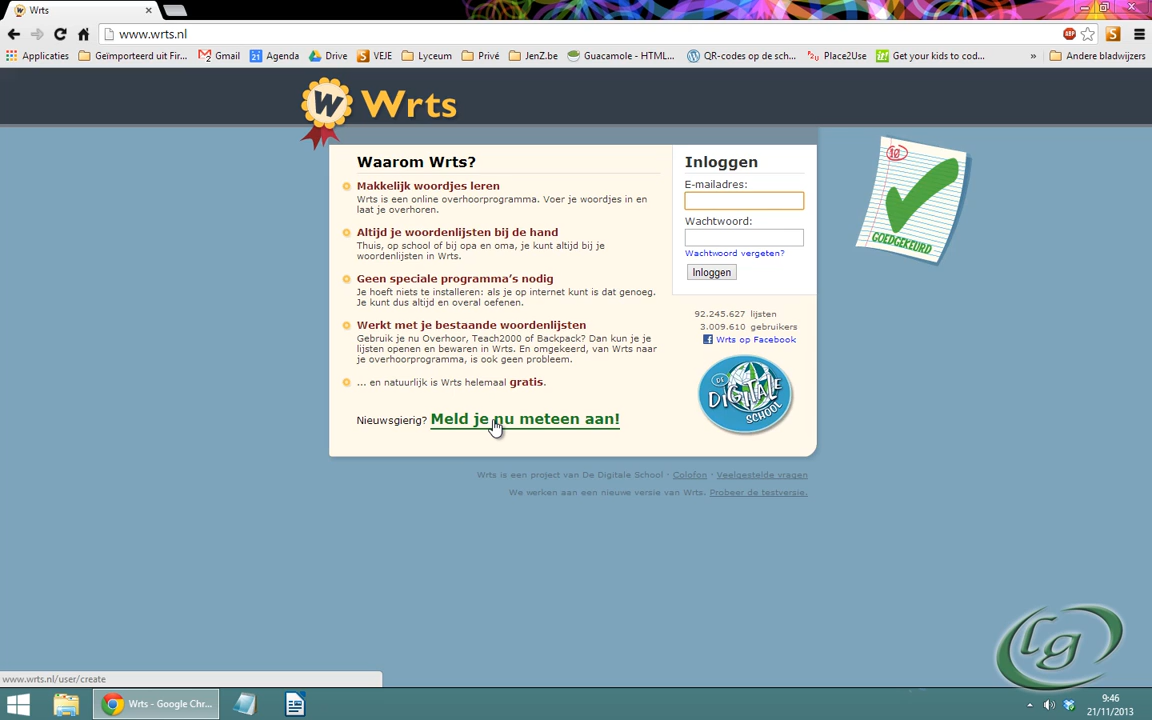 Wrts
www.wrts.nl
Applicaties
Geïmporteerd uit Fir...
Gmail
Agenda
Drive
VEJE
Lyceum
Privé
JenZ.be
Guacamole - HTML...
QR-codes op de sch...
Place2Use
Get your kids to cod...
»
Andere bladwijzers
W Wrts
Waarom Wrts?
Makkelijk woordjes leren
Wrts is een online overhoorprogramma. Voer je woordjes in en
laat je overhoren.
Altijd je woordenlijsten bij de hand
Thuis, op school of bij opa en oma, je kunt altijd bij je
woordenlijsten in Wrts.
Geen speciale programma's nodig
Je hoeft niets te installeren: als je op internet kunt is dat genoeg.
Je kunt dus altijd en overal oefenen.
Werkt met je bestaande woordenlijsten
Gebruik je nu Overhoor, Teach2000 of Backpack? Dan kun je je
lijsten openen en bewaren in Wrts. En omgekeerd, van Wrts naar
je overhoorprogramma, is ook geen probleem.
... en natuurlijk is Wrts helemaal gratis.
Nieuwsgierig? Meld je nu meteen aan!
Inloggen
E-mailadres:
Wachtwoord:
Wachtwoord vergeten?
Inloggen
92.245.627 lijsten
3.009.610 gebruikers
Wrts op Facebook
DE DIGITALE SCHOOL
10
GOEDGEKEURD
Wrts is een project van De Digitale School · Colofon · Veelgestelde vragen
We werken aan een nieuwe versie van Wrts. Probeer de testversie.
lg
www.wrts.nl/user/create
Wrts - Google Chr...
9:46
21/11/2013